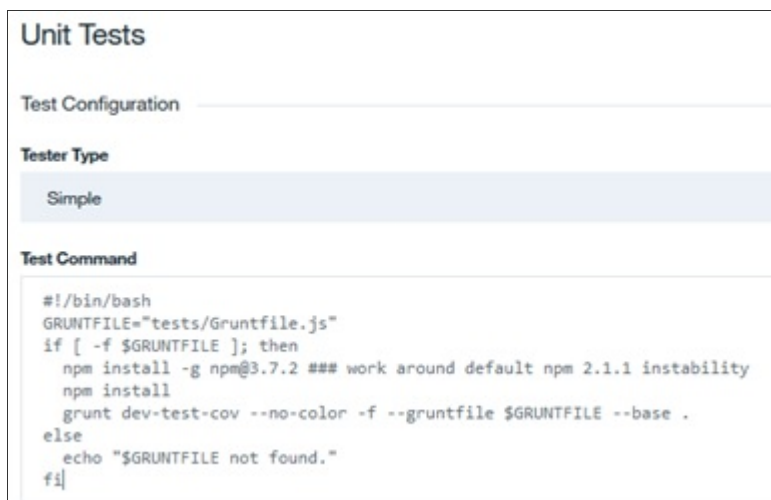 Unit Tests
Test Configuration
Tester Type
Simple
Test Command
#!/bin/bash
GRUNTFILE="tests/Gruntfile.js"
if [ -f $GRUNTFILE ]; then
  npm install -g npm@3.7.2 ### work around default npm 2.1.1 instability
  npm install
  grunt dev-test-cov --no-color -f --gruntfile $GRUNTFILE --base .
else
  echo "$GRUNTFILE not found."
fi